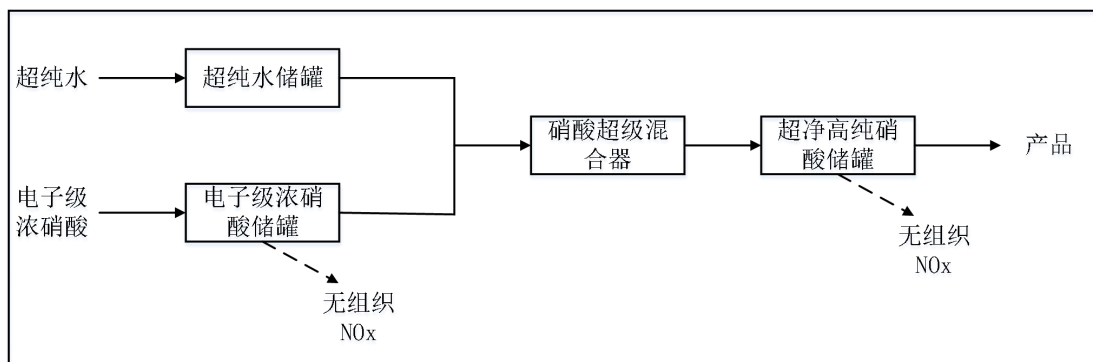 超纯水
超纯水储罐
硝酸超级混
合器
超净高纯硝
酸储罐
产品
电子级
浓硝酸
电子级浓硝
酸储罐
无组织
NOx
无组织
NOx